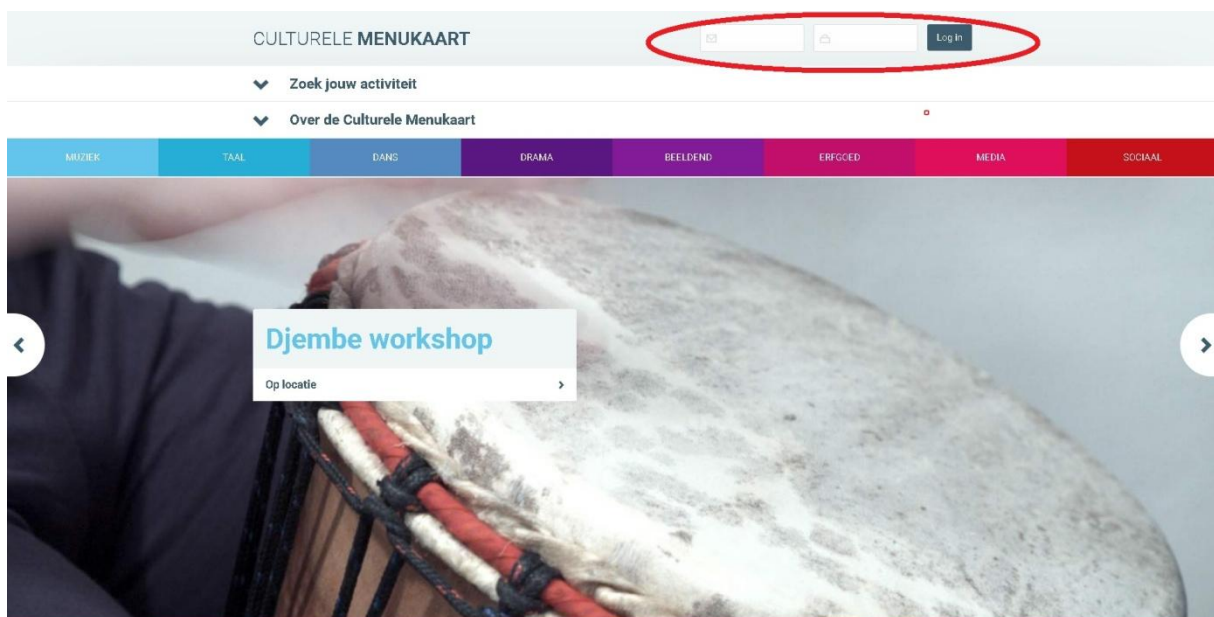 CULTURELE MENUKAART
Log in
Zoek jouw activiteit
Over de Culturele Menukaart
MUZIEK TAAL DANS DRAMA BEELDEND ERFGOED MEDIA SOCIAAL
Djembe workshop
Op locatie